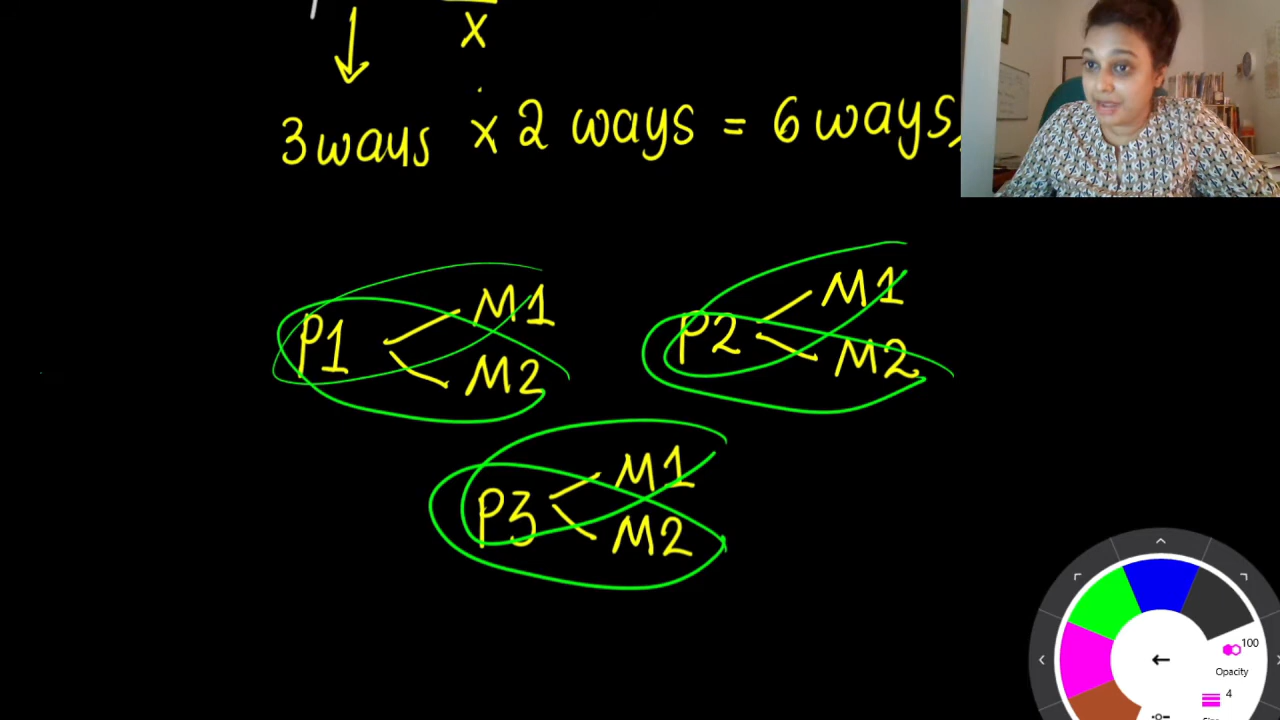 x
3 ways x 2 ways = 6 ways
P1 M1
M2
P2 M1
M2
P3 M1
M2
100
Opacity
4